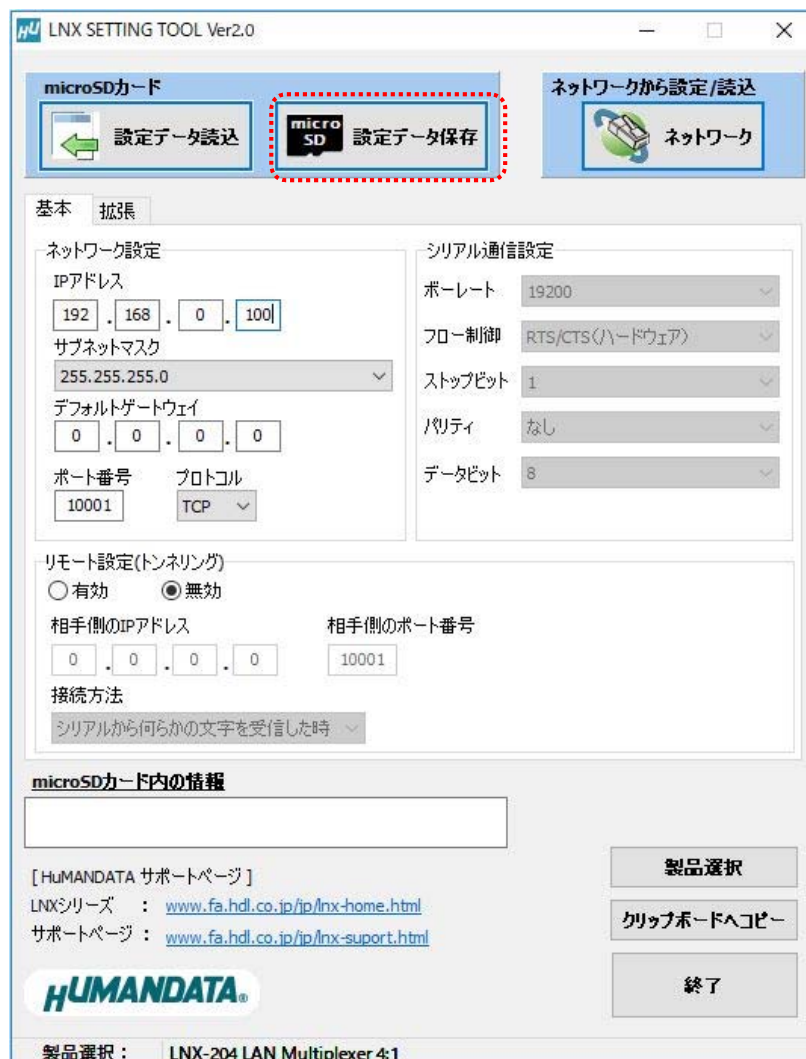 LNX SETTING TOOL Ver2.0
microSDカード
設定データ読込
micro
SD
設定データ保存
ネットワークから設定/読込
ネットワーク
基本 拡張
ネットワーク設定
IPアドレス
192 . 168 . 0 . 100
サブネットマスク
255.255.255.0
デフォルトゲートウェイ
0 . 0 . 0 . 0
ポート番号 プロトコル
10001 TCP
シリアル通信設定
ボーレート 19200
フロー制御 RTS/CTS(ハードウェア)
ストップビット 1
パリティ なし
データビット 8
リモート設定(トンネリング)
有効 無効
相手側のIPアドレス 相手側のポート番号
0 . 0 . 0 . 0 10001
接続方法
シリアルから何らかの文字を受信した時
microSDカード内の情報
[ HuMANDATA サポートページ ]
LNXシリーズ : www.fa.hdl.co.jp/jp/lnx-home.html
サポートページ : www.fa.hdl.co.jp/jp/lnx-suport.html
HUMANDATA®
製品選択
クリップボードへコピー
終了
製品選択: LNX-204 LAN Multiplexer 4:1